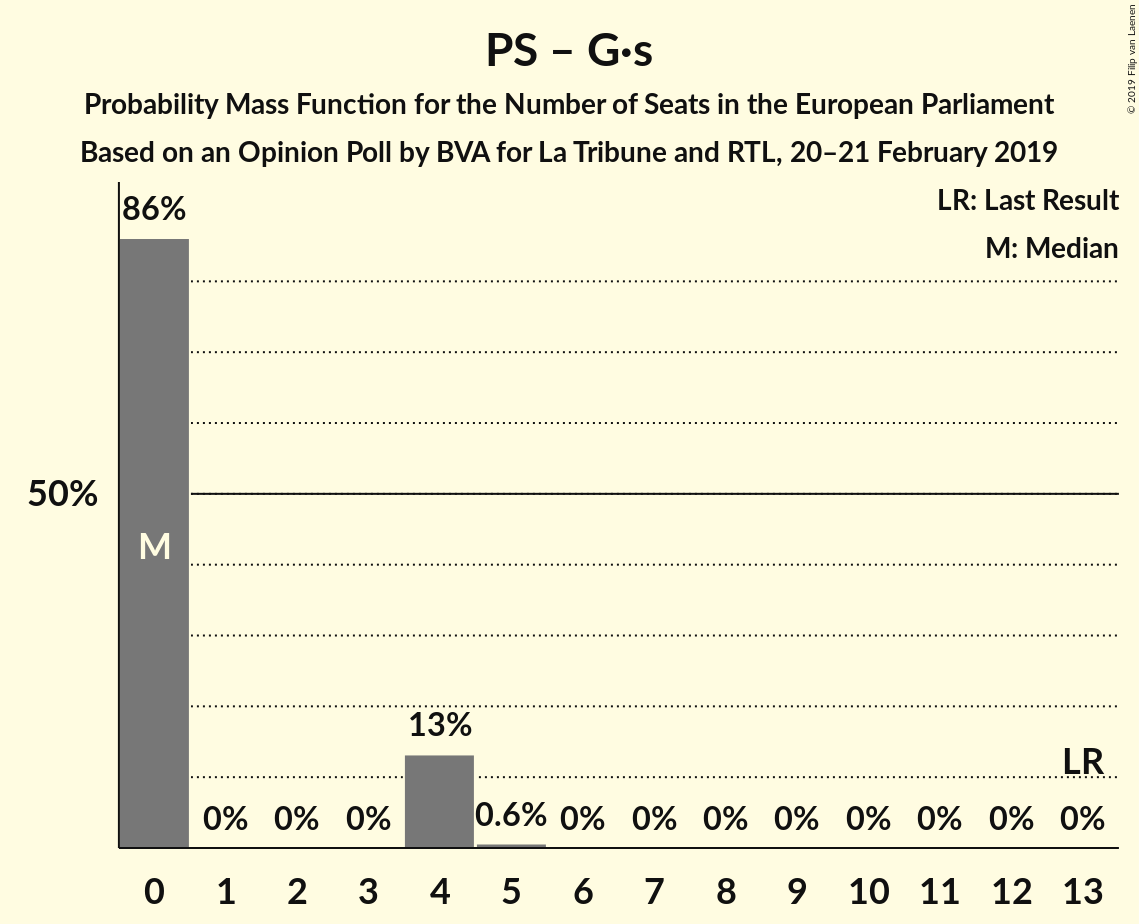 PS – G·s
Probability Mass Function for the Number of Seats in the European Parliament
Based on an Opinion Poll by BVA for La Tribune and RTL, 20–21 February 2019
© 2019 Filip van Laenen
LR: Last Result
M: Median
86%
50%
M
13%
LR
0% 0% 0% 0.6% 0% 0% 0% 0% 0% 0% 0% 0%
0 1 2 3 4 5 6 7 8 9 10 11 12 13